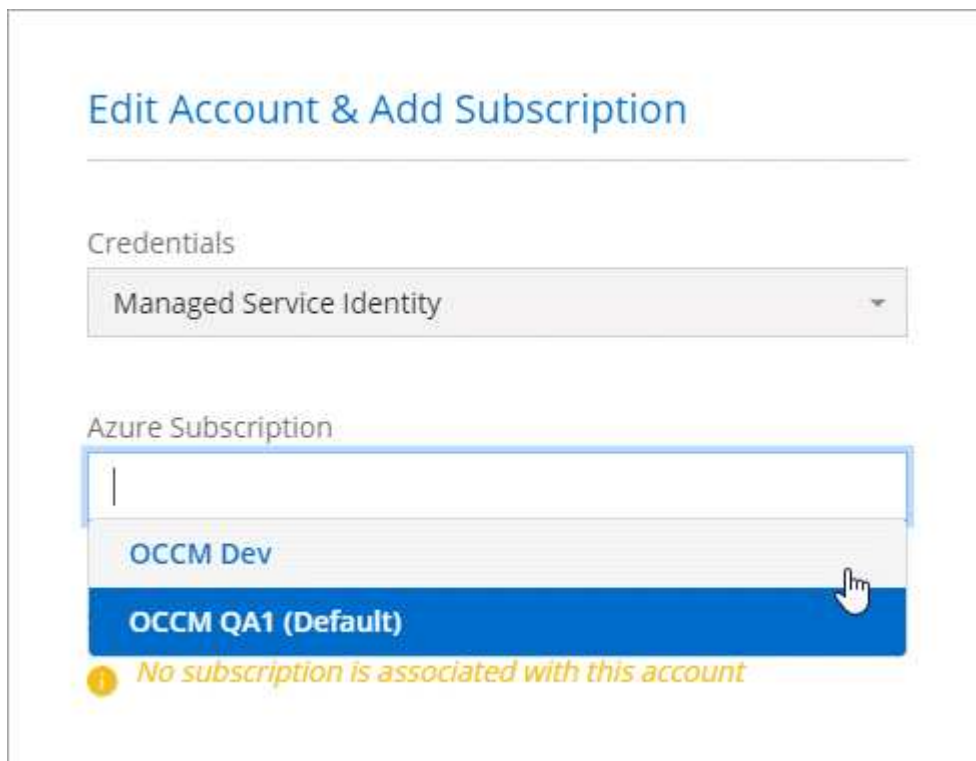 Edit Account & Add Subscription
Credentials
Managed Service Identity
Azure Subscription
OCCM Dev
OCCM QA1 (Default)
No subscription is associated with this account